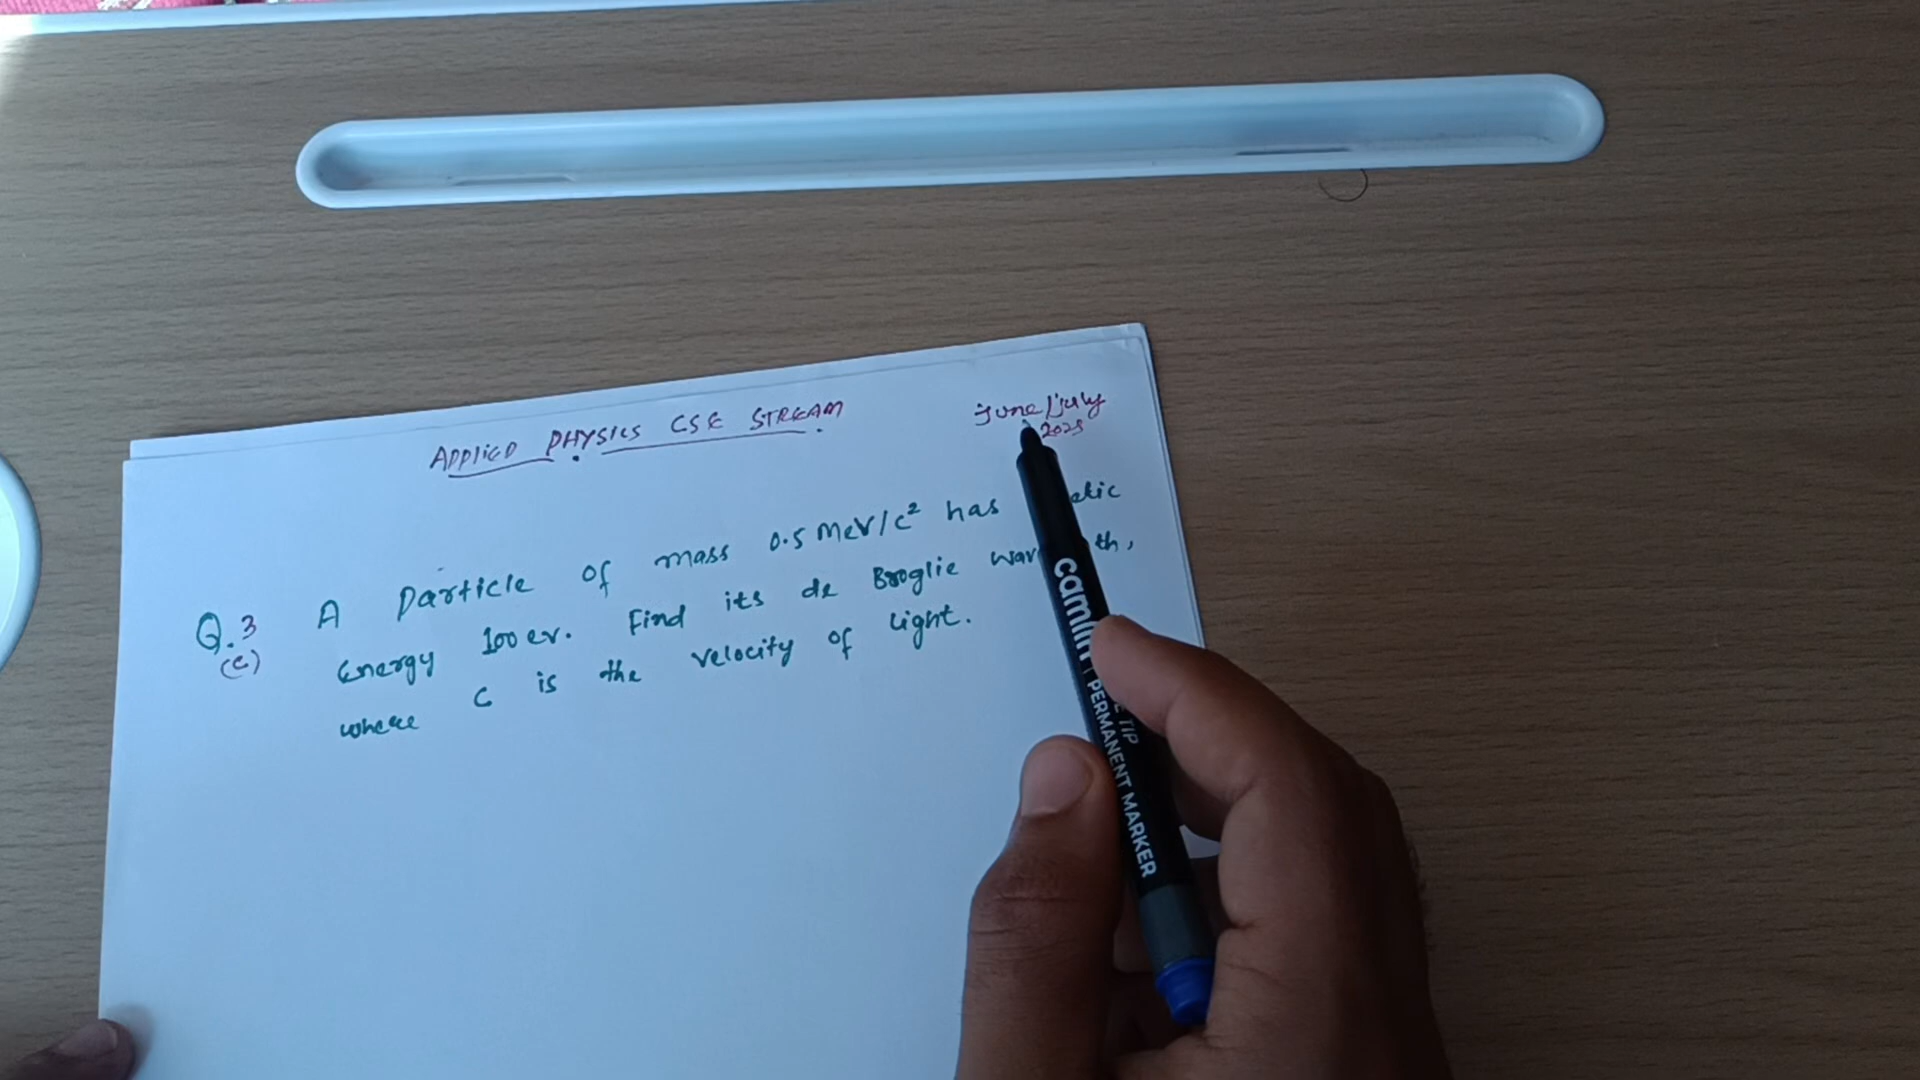 APPLIED PHYSICS CSE STREAM
june/july
2025
Q.3 A particle of mass 0.5 MeV/c² has
(c) Energy 100 ev. Find its de Broglie
where c is the velocity of light.
camlin
PERMANENT MARKER